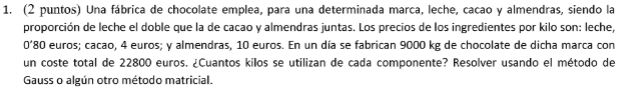 1. (2 puntos) Una fábrica de chocolate emplea, para una determinada marca, leche, cacao y almendras, siendo la
proporción de leche el doble que la de cacao y almendras juntas. Los precios de los ingredientes por kilo son: leche,
0'80 euros; cacao, 4 euros; y almendras, 10 euros. En un día se fabrican 9000 kg de chocolate de dicha marca con
un coste total de 22800 euros. ¿Cuantos kilos se utilizan de cada componente? Resolver usando el método de
Gauss o algún otro método matricial.